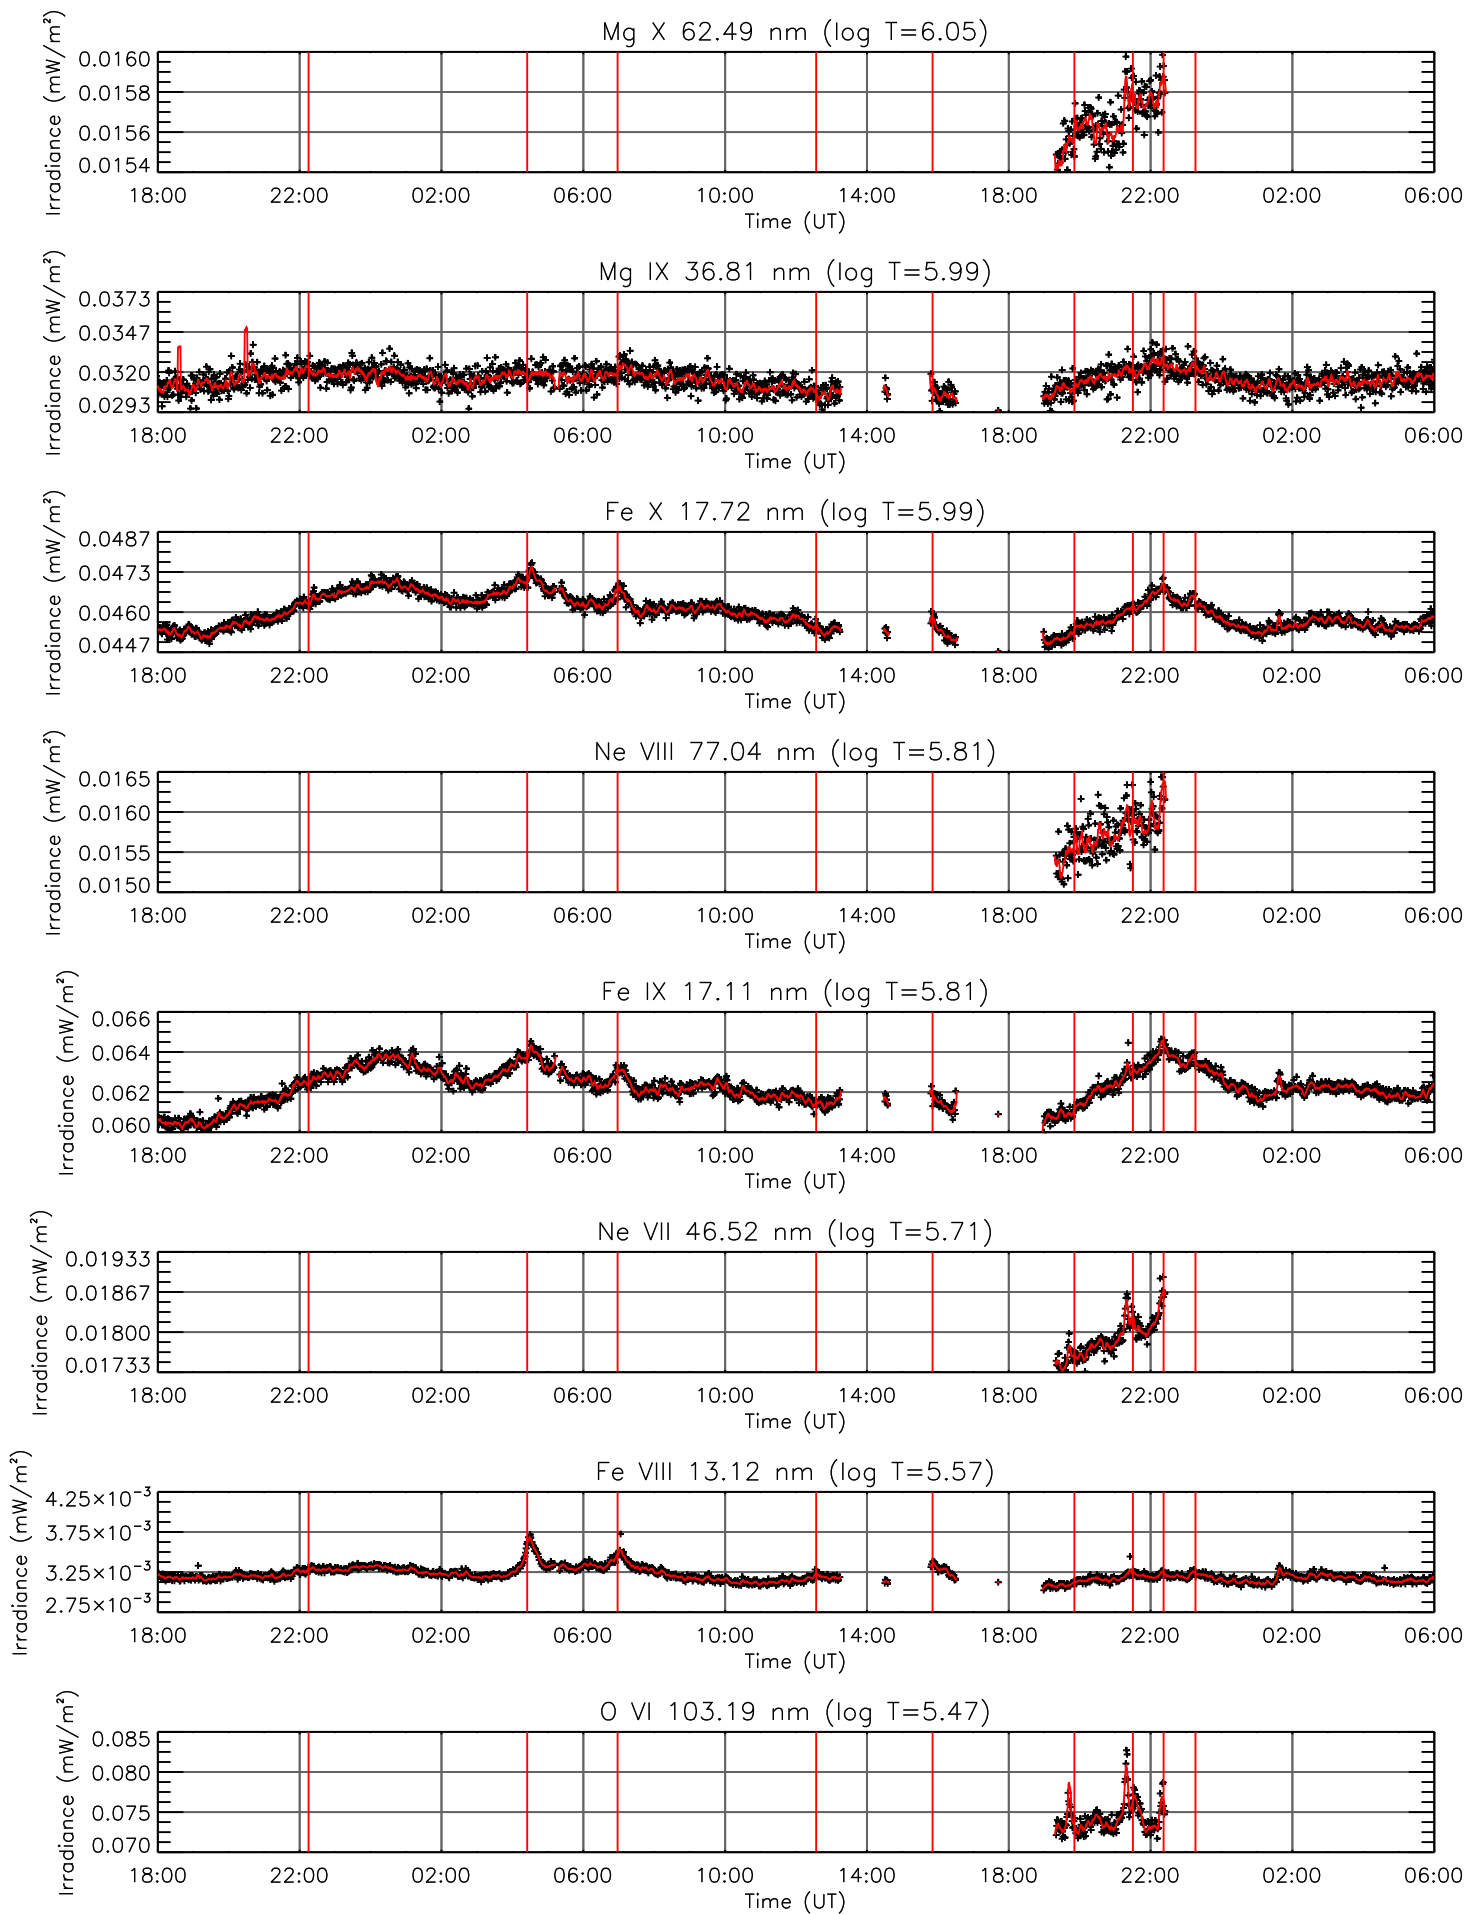 Mg X 62.49 nm (log T=6.05)
Irradiance (mW/m²)
0.0160
0.0158
0.0156
0.0154
18:00 22:00 02:00 06:00 10:00 14:00 18:00 22:00 02:00 06:00
Time (UT)
Mg IX 36.81 nm (log T=5.99)
Irradiance (mW/m²)
0.0373
0.0347
0.0320
0.0293
18:00 22:00 02:00 06:00 10:00 14:00 18:00 22:00 02:00 06:00
Time (UT)
Fe X 17.72 nm (log T=5.99)
Irradiance (mW/m²)
0.0487
0.0473
0.0460
0.0447
18:00 22:00 02:00 06:00 10:00 14:00 18:00 22:00 02:00 06:00
Time (UT)
Ne VIII 77.04 nm (log T=5.81)
Irradiance (mW/m²)
0.0165
0.0160
0.0155
0.0150
18:00 22:00 02:00 06:00 10:00 14:00 18:00 22:00 02:00 06:00
Time (UT)
Fe IX 17.11 nm (log T=5.81)
Irradiance (mW/m²)
0.066
0.064
0.062
0.060
18:00 22:00 02:00 06:00 10:00 14:00 18:00 22:00 02:00 06:00
Time (UT)
Ne VII 46.52 nm (log T=5.71)
Irradiance (mW/m²)
0.01933
0.01867
0.01800
0.01733
18:00 22:00 02:00 06:00 10:00 14:00 18:00 22:00 02:00 06:00
Time (UT)
Fe VIII 13.12 nm (log T=5.57)
Irradiance (mW/m²)
4.25×10⁻³
3.75×10⁻³
3.25×10⁻³
2.75×10⁻³
18:00 22:00 02:00 06:00 10:00 14:00 18:00 22:00 02:00 06:00
Time (UT)
O VI 103.19 nm (log T=5.47)
Irradiance (mW/m²)
0.085
0.080
0.075
0.070
18:00 22:00 02:00 06:00 10:00 14:00 18:00 22:00 02:00 06:00
Time (UT)